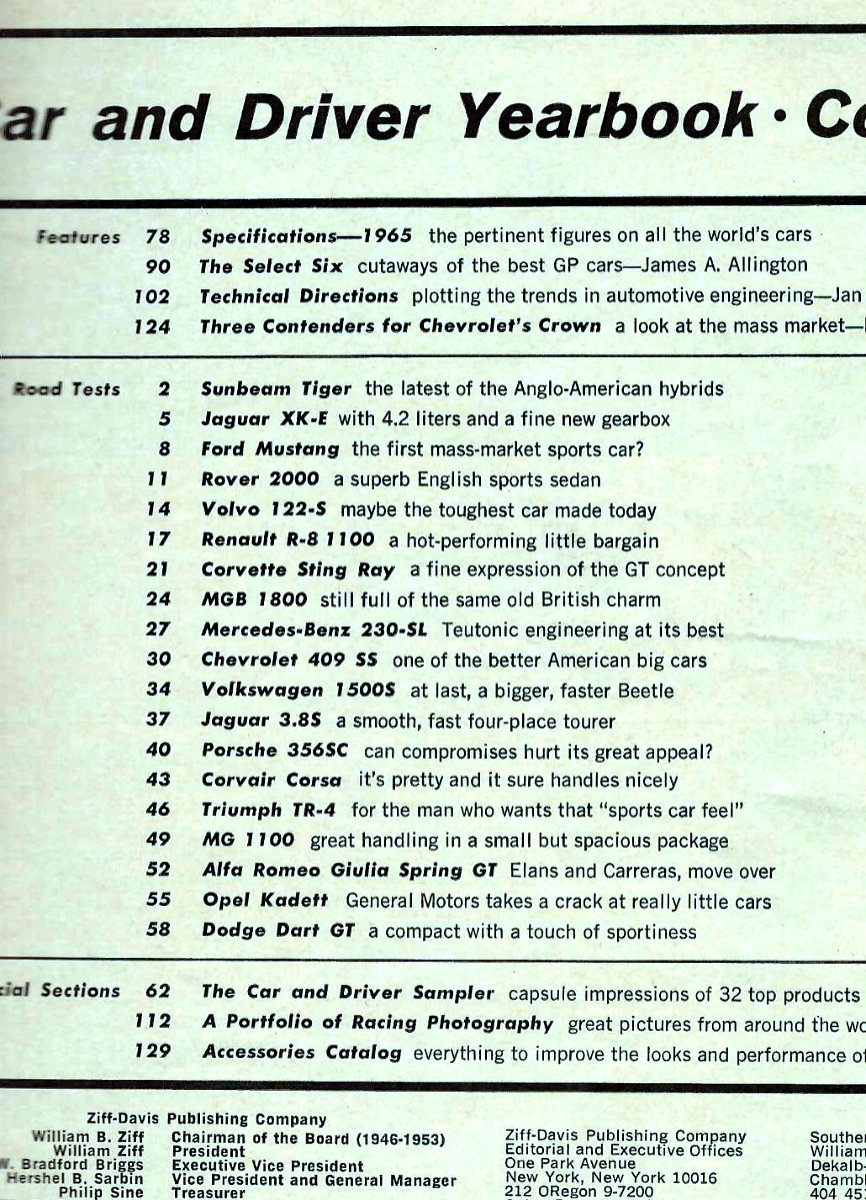 ar and Driver Yearbook · Co
Features 78 Specifications—1965 the pertinent figures on all the world's cars
90 The Select Six cutaways of the best GP cars—James A. Allington
102 Technical Directions plotting the trends in automotive engineering—Jan
124 Three Contenders for Chevrolet's Crown a look at the mass market—
Road Tests 2 Sunbeam Tiger the latest of the Anglo-American hybrids
5 Jaguar XK-E with 4.2 liters and a fine new gearbox
8 Ford Mustang the first mass-market sports car?
11 Rover 2000 a superb English sports sedan
14 Volvo 122-S maybe the toughest car made today
17 Renault R-8 1100 a hot-performing little bargain
21 Corvette Sting Ray a fine expression of the GT concept
24 MGB 1800 still full of the same old British charm
27 Mercedes-Benz 230-SL Teutonic engineering at its best
30 Chevrolet 409 SS one of the better American big cars
34 Volkswagen 1500S at last, a bigger, faster Beetle
37 Jaguar 3.8S a smooth, fast four-place tourer
40 Porsche 356SC can compromises hurt its great appeal?
43 Corvair Corsa it's pretty and it sure handles nicely
46 Triumph TR-4 for the man who wants that "sports car feel"
49 MG 1100 great handling in a small but spacious package
52 Alfa Romeo Giulia Spring GT Elans and Carreras, move over
55 Opel Kadett General Motors takes a crack at really little cars
58 Dodge Dart GT a compact with a touch of sportiness
cial Sections 62 The Car and Driver Sampler capsule impressions of 32 top products
112 A Portfolio of Racing Photography great pictures from around the wo
129 Accessories Catalog everything to improve the looks and performance of
Ziff-Davis Publishing Company
William B. Ziff Chairman of the Board (1946-1953)
William Ziff President
W. Bradford Briggs Executive Vice President
Hershel B. Sarbin Vice President and General Manager
Philip Sine Treasurer
Ziff-Davis Publishing Company
Editorial and Executive Offices
One Park Avenue
New York, New York 10016
212 ORegon 9-7200
Souther
William
Dekalb-
Chamb
404 45